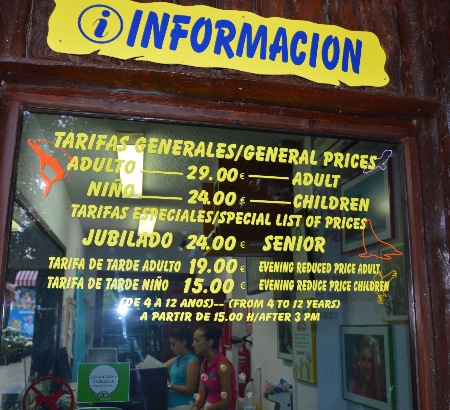 i INFORMACION
TARIFAS GENERALES/GENERAL PRICES
ADULTO 29.00€ ADULT
NIÑO 24.00€ CHILDREN
TARIFAS ESPECIALES/SPECIAL LIST OF PRICES
JUBILADO 24.00€ SENIOR
TARIFA DE TARDE ADULTO 19.00€ EVENING REDUCED PRICE ADULT
TARIFA DE TARDE NIÑO 15.00€ EVENING REDUCED PRICE CHILDREN
(DE 4 A 12 ANOS)-- (FROM 4 TO 12 YEARS)
A PARTIR DE 15.00 H/AFTER 3 PM